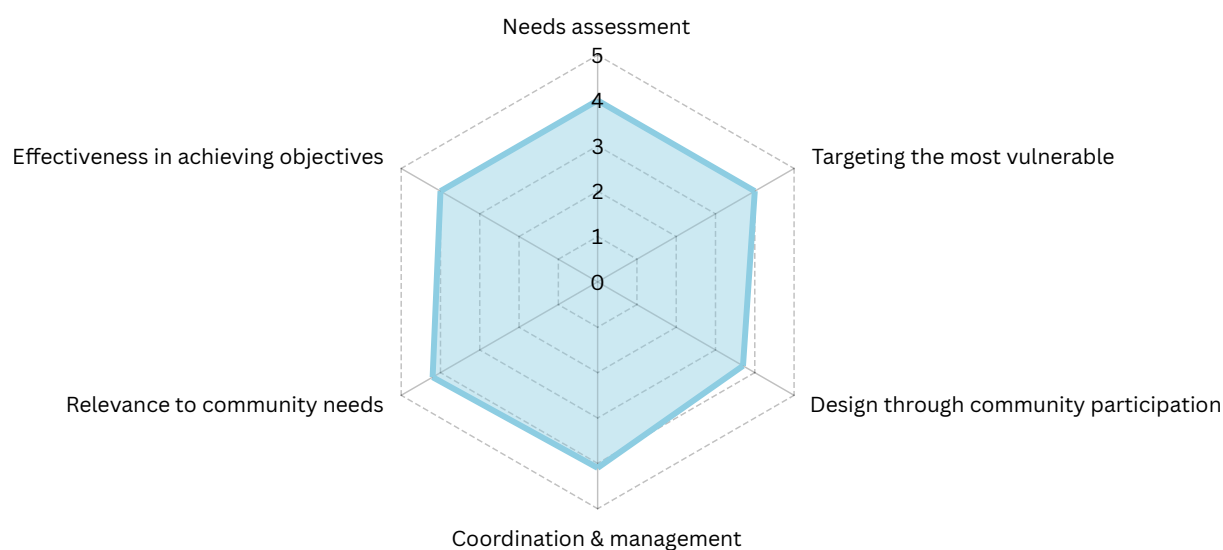 Needs assessment
5
4
Effectiveness in achieving objectives
Targeting the most vulnerable
3
2
1
0
Relevance to community needs
Design through community participation
Coordination & management